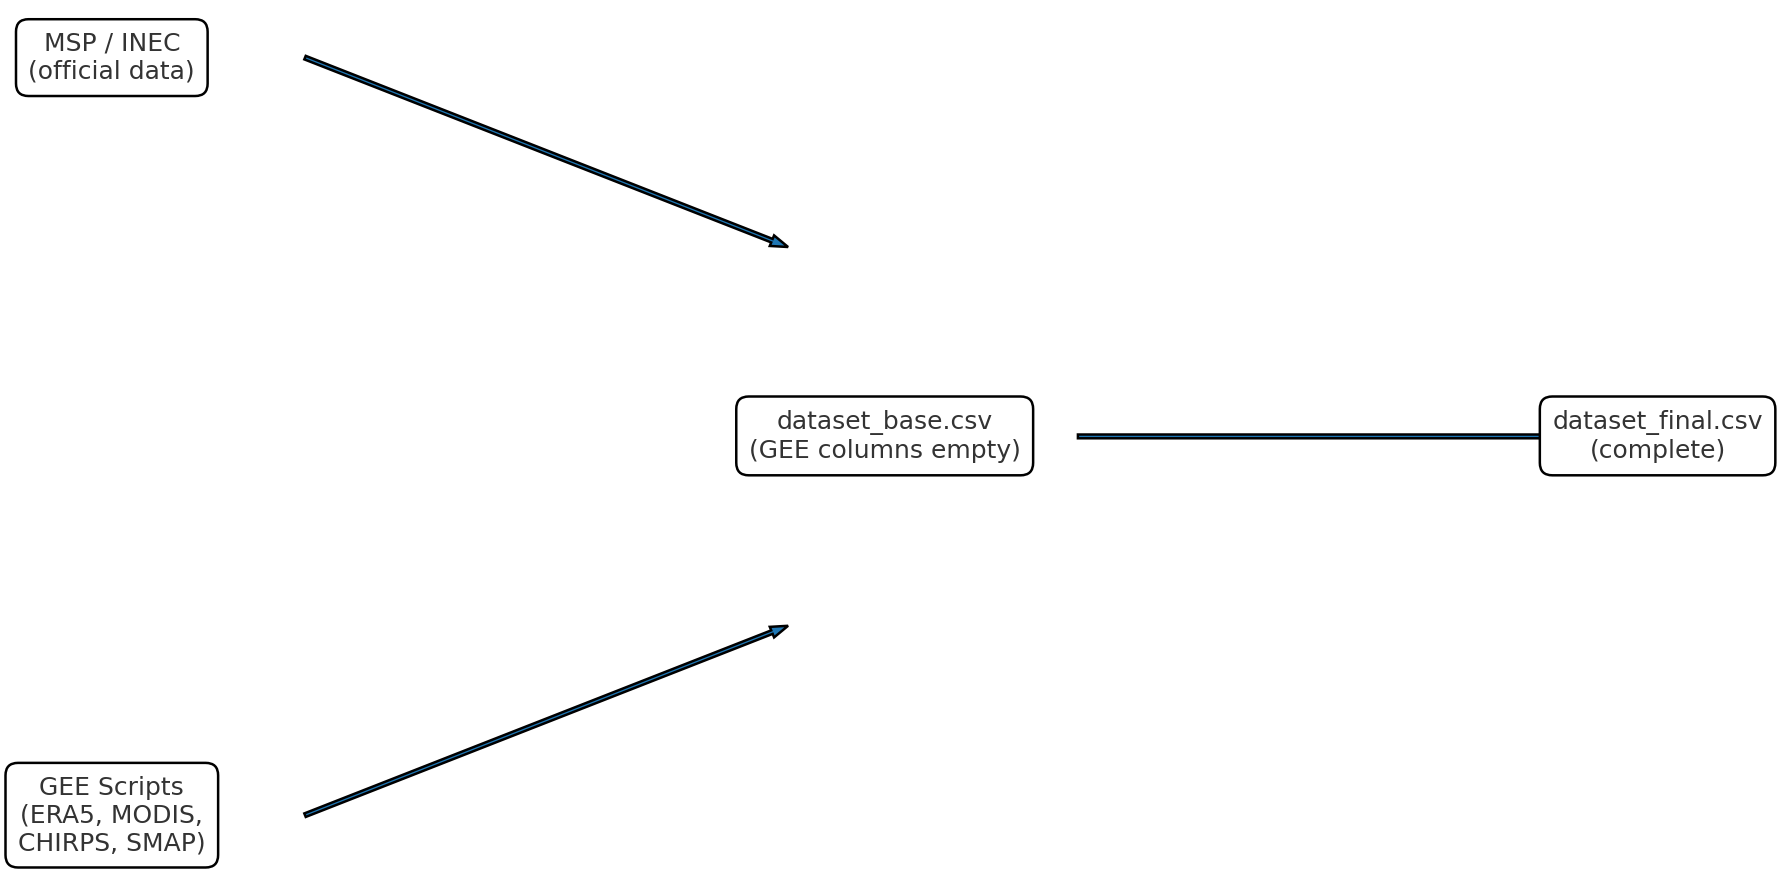 MSP / INEC
(official data)
dataset_base.csv
(GEE columns empty)
dataset_final.csv
(complete)
GEE Scripts
(ERA5, MODIS,
CHIRPS, SMAP)